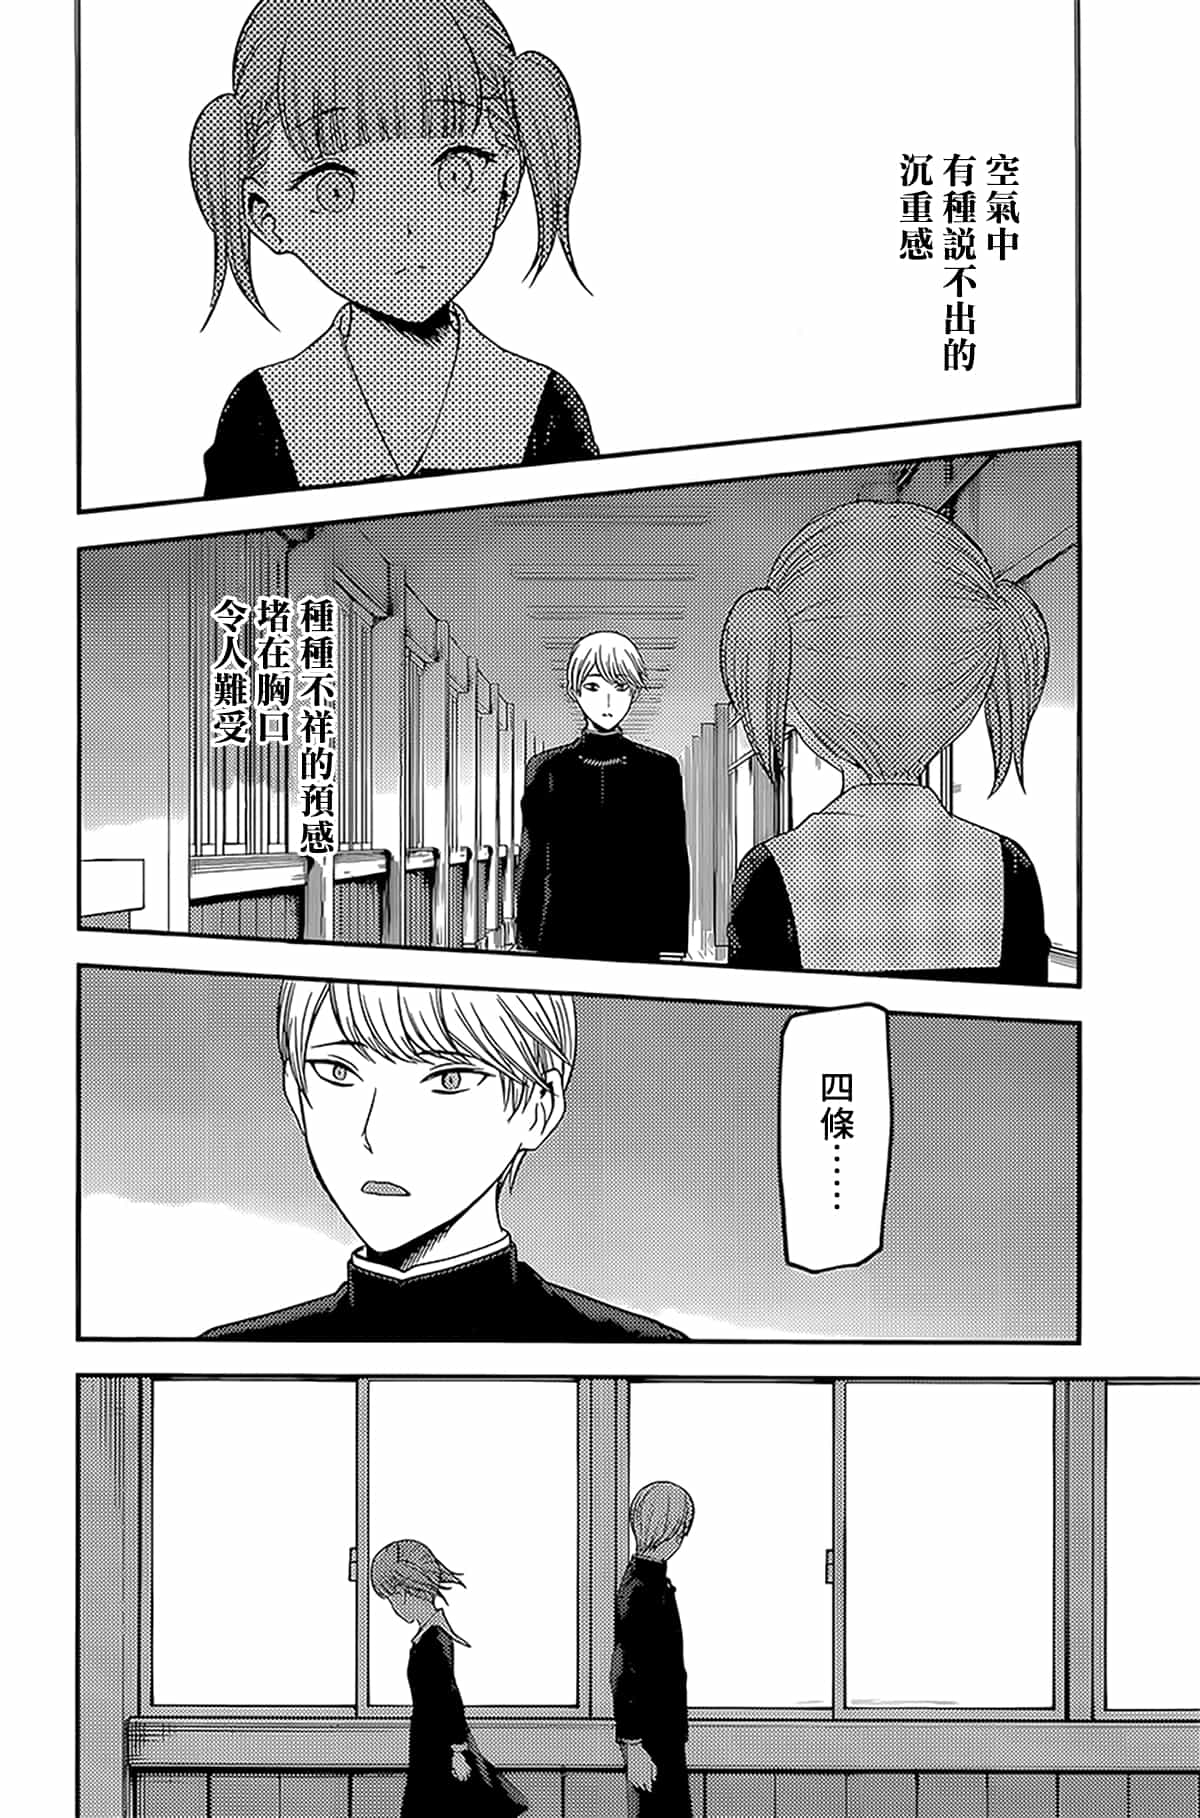 空氣中
有種説不出的
沉重感
種種不祥的預感
堵在胸口
令人難受
四條……